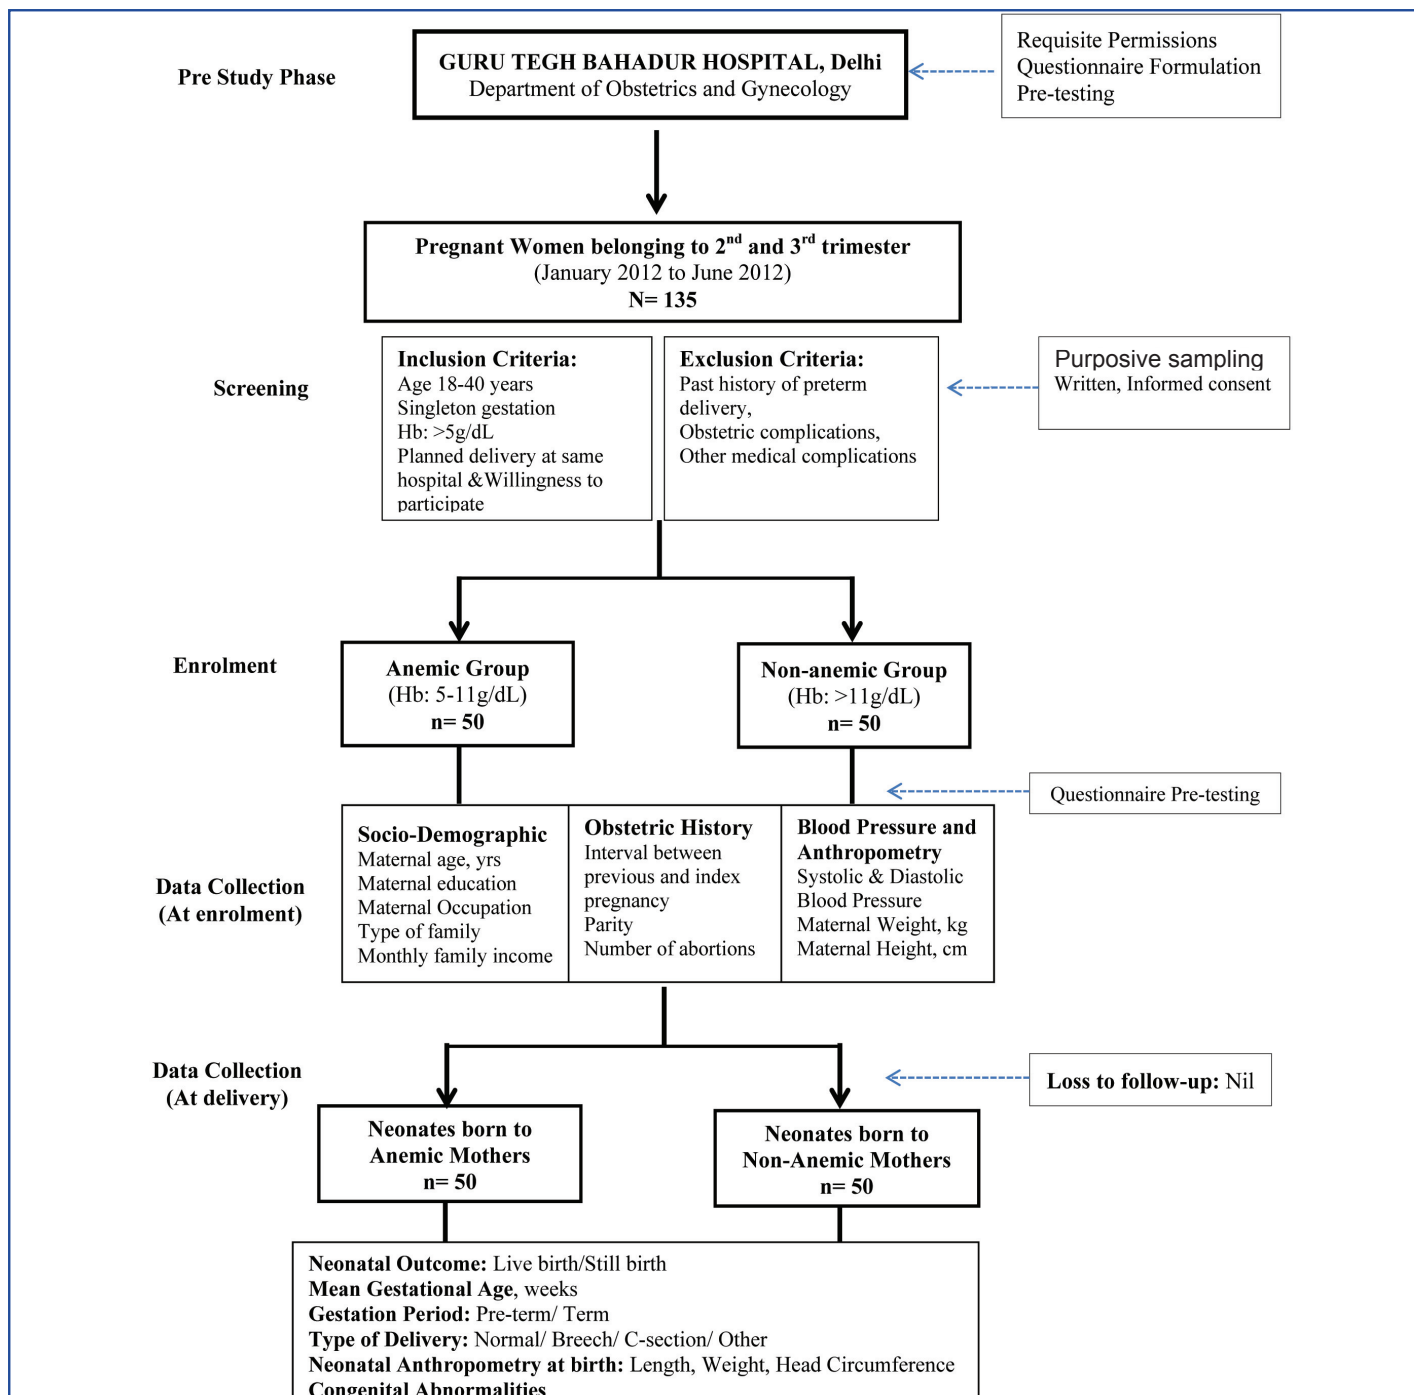 Pre Study Phase
GURU TEGH BAHADUR HOSPITAL, Delhi
Department of Obstetrics and Gynecology
Requisite Permissions
Questionnaire Formulation
Pre-testing
Pregnant Women belonging to 2nd and 3rd trimester
(January 2012 to June 2012)
N= 135
Screening
Inclusion Criteria:
Age 18-40 years
Singleton gestation
Hb: >5g/dL
Planned delivery at same
hospital &Willingness to
participate
Exclusion Criteria:
Past history of preterm
delivery,
Obstetric complications,
Other medical complications
Purposive sampling
Written, Informed consent
Enrolment
Anemic Group
(Hb: 5-11g/dL)
n= 50
Non-anemic Group
(Hb: >11g/dL)
n= 50
Questionnaire Pre-testing
Data Collection
(At enrolment)
Socio-Demographic
Maternal age, yrs
Maternal education
Maternal Occupation
Type of family
Monthly family income
Obstetric History
Interval between
previous and index
pregnancy
Parity
Number of abortions
Blood Pressure and
Anthropometry
Systolic & Diastolic
Blood Pressure
Maternal Weight, kg
Maternal Height, cm
Data Collection
(At delivery)
Loss to follow-up: Nil
Neonates born to
Anemic Mothers
n= 50
Neonates born to
Non-Anemic Mothers
n= 50
Neonatal Outcome: Live birth/Still birth
Mean Gestational Age, weeks
Gestation Period: Pre-term/ Term
Type of Delivery: Normal/ Breech/ C-section/ Other
Neonatal Anthropometry at birth: Length, Weight, Head Circumference
Congenital Abnormalities